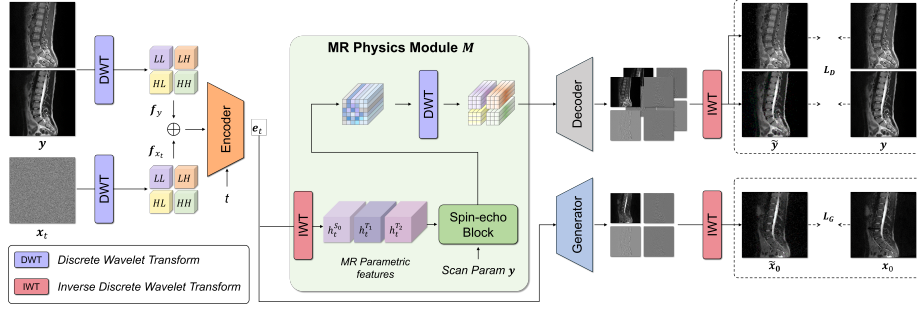 MR Physics Module M
DWT
LL
LH
HL
HH
y
f_y
⊕
f_{x_t}
Encoder
e_t
t
DWT
LL
LH
HL
HH
x_t
DWT
IWT
h_t^{S_0}
h_t^{T_1}
h_t^{T_2}
MR Parametric
features
Spin-echo
Block
Scan Param y
Decoder
IWT
L_D
ỹ
y
Generator
IWT
L_G
x̃_0
x_0
DWT Discrete Wavelet Transform
IWT Inverse Discrete Wavelet Transform